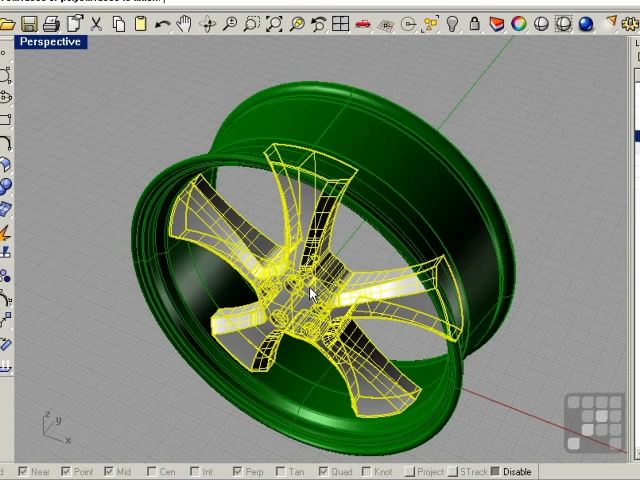 Perspective
z
y
x
Near Point Mid Cen Int Perp Tan Quad Knot Project STrack Disable